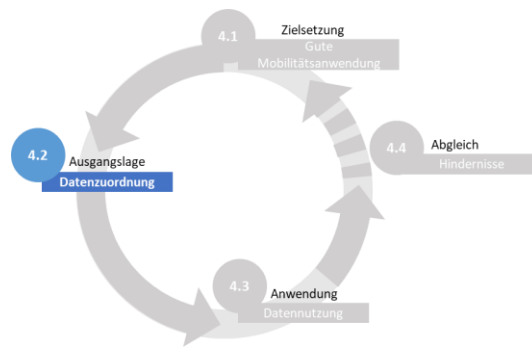 4.1
Zielsetzung
Gute
Mobilitätsanwendung
4.2
Ausgangslage
Datenzuordnung
4.4
Abgleich
Hindernisse
4.3
Anwendung
Datennutzung